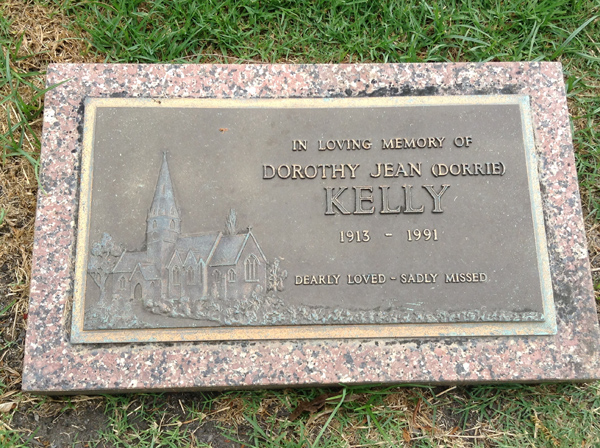 IN LOVING MEMORY OF
DOROTHY JEAN (DORRIE)
KELLY
1913 - 1991
DEARLY LOVED - SADLY MISSED